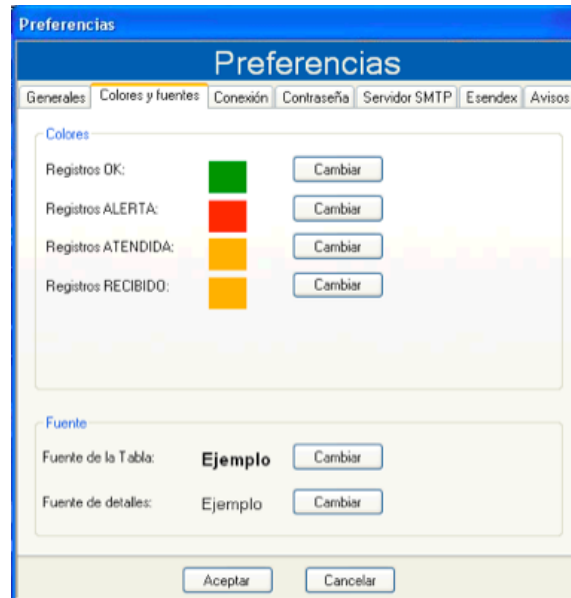 Preferencias
Preferencias
Generales Colores y fuentes Conexión Contraseña Servidor SMTP Esendex Avisos
Colores
Registros OK: Cambiar
Registros ALERTA: Cambiar
Registros ATENDIDA: Cambiar
Registros RECIBIDO: Cambiar
Fuente
Fuente de la Tabla: Ejemplo Cambiar
Fuente de detalles: Ejemplo Cambiar
Aceptar Cancelar